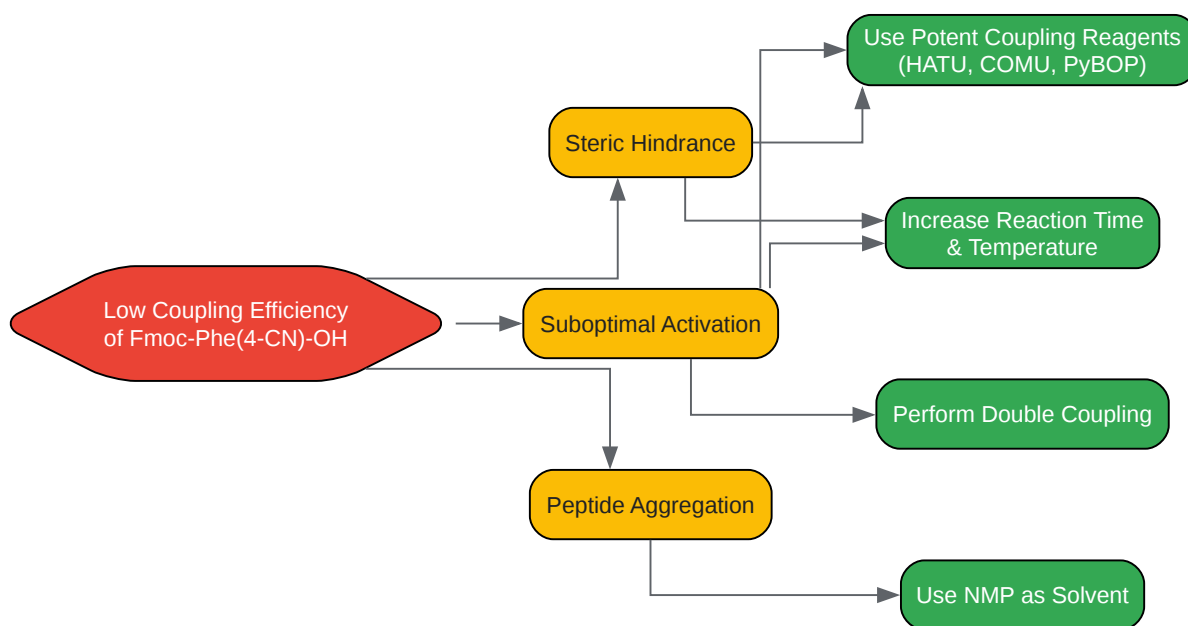 Low Coupling Efficiency
of Fmoc-Phe(4-CN)-OH
Steric Hindrance
Suboptimal Activation
Peptide Aggregation
Use Potent Coupling Reagents
(HATU, COMU, PyBOP)
Increase Reaction Time
& Temperature
Perform Double Coupling
Use NMP as Solvent